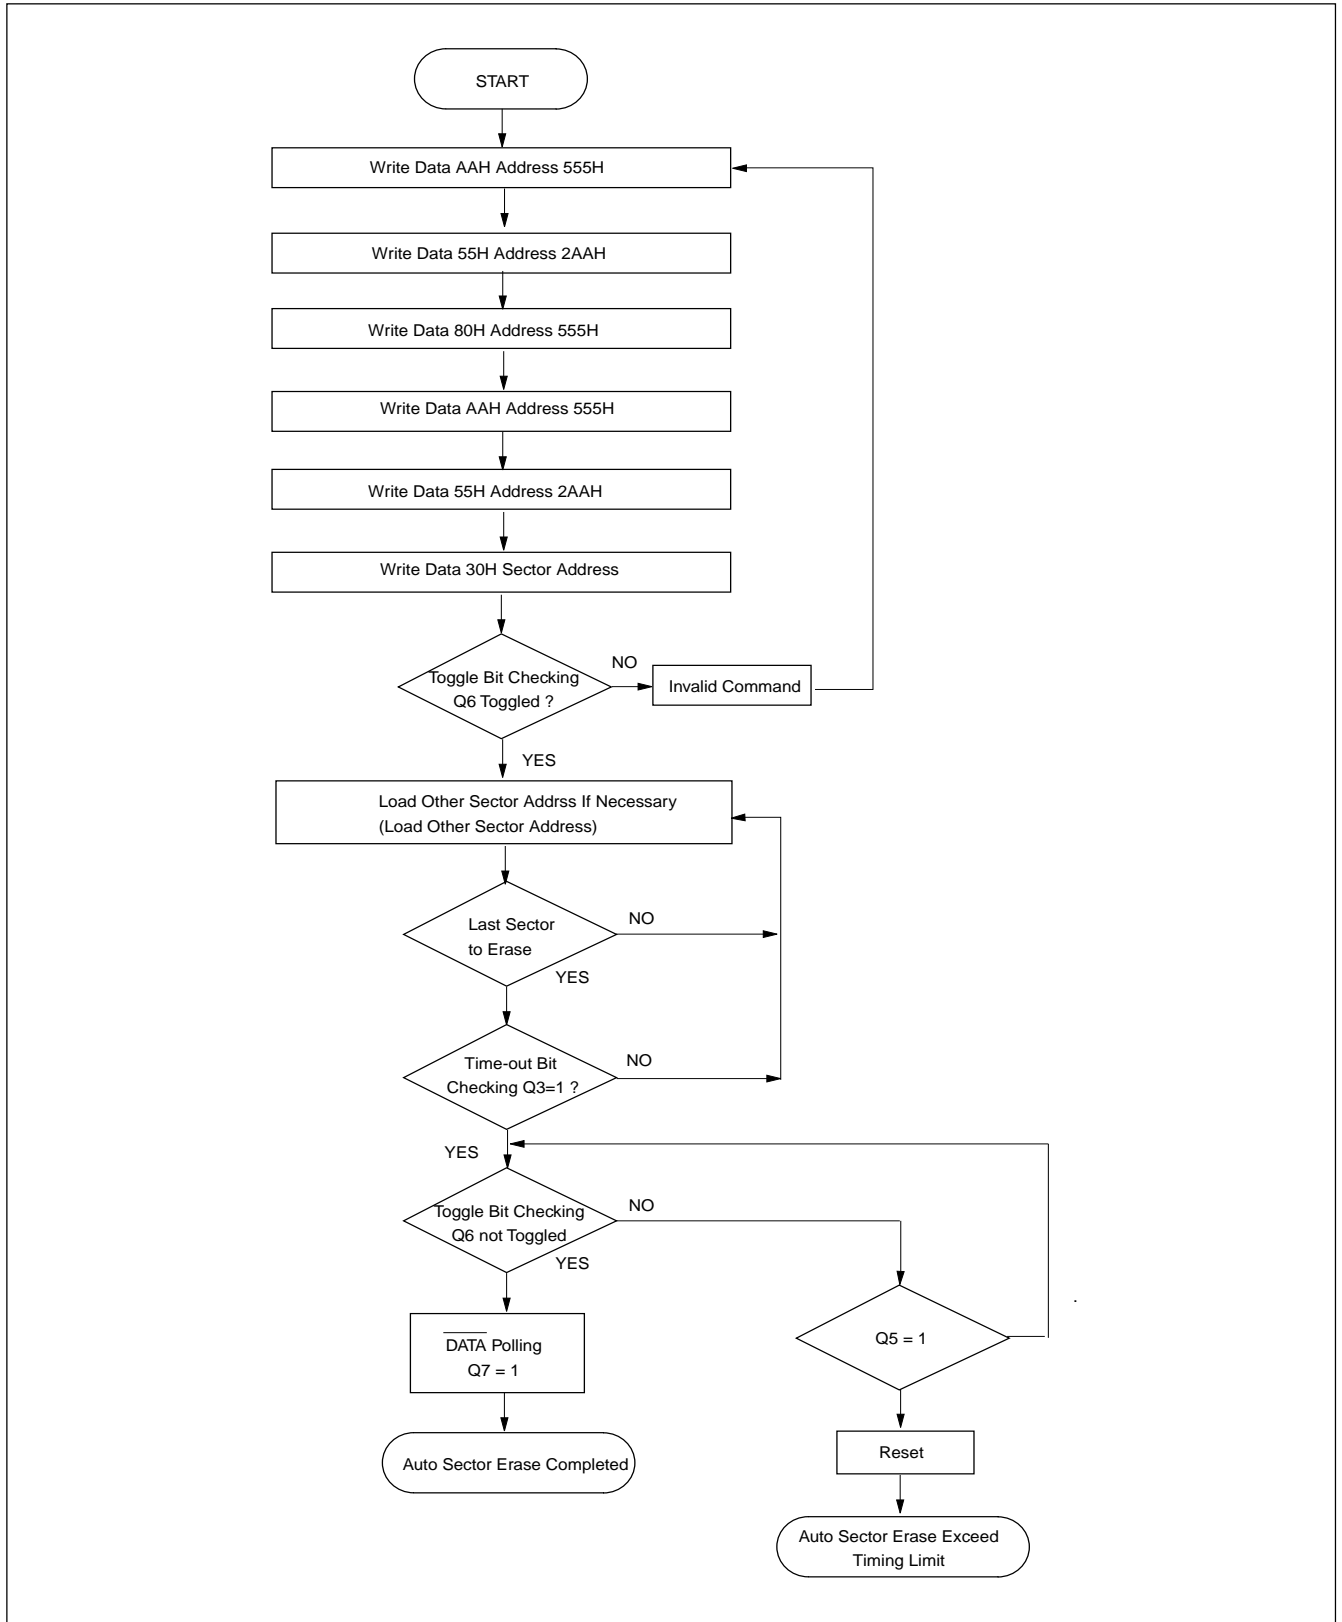 START
Write Data AAH Address 555H
Write Data 55H Address 2AAH
Write Data 80H Address 555H
Write Data AAH Address 555H
Write Data 55H Address 2AAH
Write Data 30H Sector Address
Toggle Bit Checking
Q6 Toggled ?
NO
Invalid Command
YES
Load Other Sector Addrss If Necessary
(Load Other Sector Address)
Last Sector
to Erase
NO
YES
Time-out Bit
Checking Q3=1 ?
NO
YES
Toggle Bit Checking
Q6 not Toggled
NO
YES
Q5 = 1
DATA Polling
Q7 = 1
Reset
Auto Sector Erase Completed
Auto Sector Erase Exceed
Timing Limit